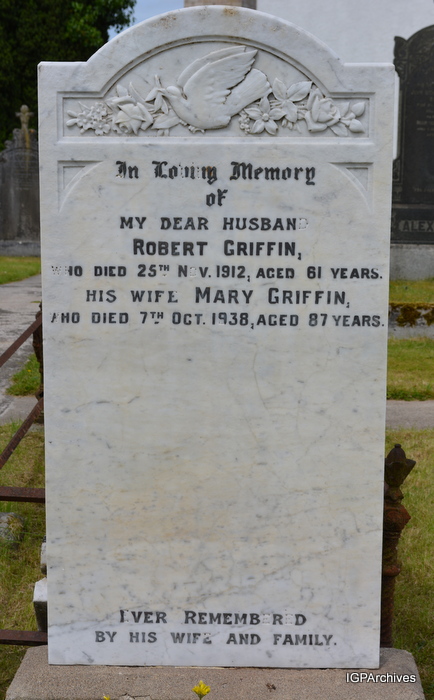 In Loving Memory
of
MY DEAR HUSBAND
ROBERT GRIFFIN,
WHO DIED 25TH NOV. 1912, AGED 61 YEARS.
HIS WIFE MARY GRIFFIN,
WHO DIED 7TH OCT. 1938, AGED 87 YEARS.
EVER REMEMBERED
BY HIS WIFE AND FAMILY.
ALEX
IGPArchives